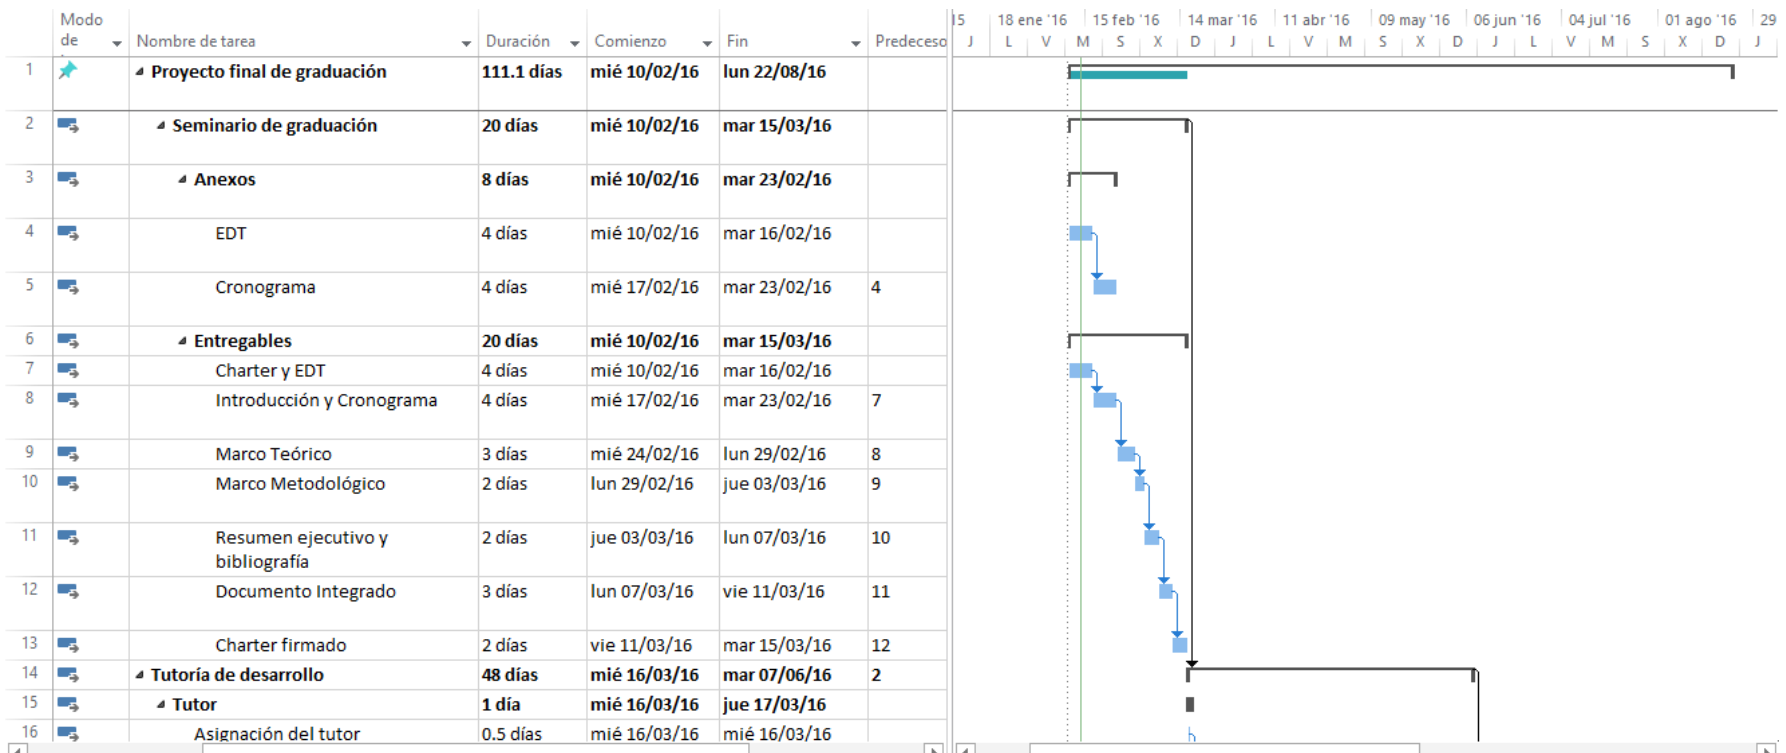 Modo de
Nombre de tarea
Duración
Comienzo
Fin
Predeceso
15 18 ene '16 15 feb '16 14 mar '16 11 abr '16 09 may '16 06 jun '16 04 jul '16 01 ago '16 29
J L V M S X D J L V M S X D J L V M S X D J
1 Proyecto final de graduación 111.1 días mié 10/02/16 lun 22/08/16
2 Seminario de graduación 20 días mié 10/02/16 mar 15/03/16
3 Anexos 8 días mié 10/02/16 mar 23/02/16
4 EDT 4 días mié 10/02/16 mar 16/02/16
5 Cronograma 4 días mié 17/02/16 mar 23/02/16 4
6 Entregables 20 días mié 10/02/16 mar 15/03/16
7 Charter y EDT 4 días mié 10/02/16 mar 16/02/16
8 Introducción y Cronograma 4 días mié 17/02/16 mar 23/02/16 7
9 Marco Teórico 3 días mié 24/02/16 lun 29/02/16 8
10 Marco Metodológico 2 días lun 29/02/16 jue 03/03/16 9
11 Resumen ejecutivo y bibliografía 2 días jue 03/03/16 lun 07/03/16 10
12 Documento Integrado 3 días lun 07/03/16 vie 11/03/16 11
13 Charter firmado 2 días vie 11/03/16 mar 15/03/16 12
14 Tutoría de desarrollo 48 días mié 16/03/16 mar 07/06/16 2
15 Tutor 1 día mié 16/03/16 jue 17/03/16
16 Asignación del tutor 0.5 días mié 16/03/16 mié 16/03/16